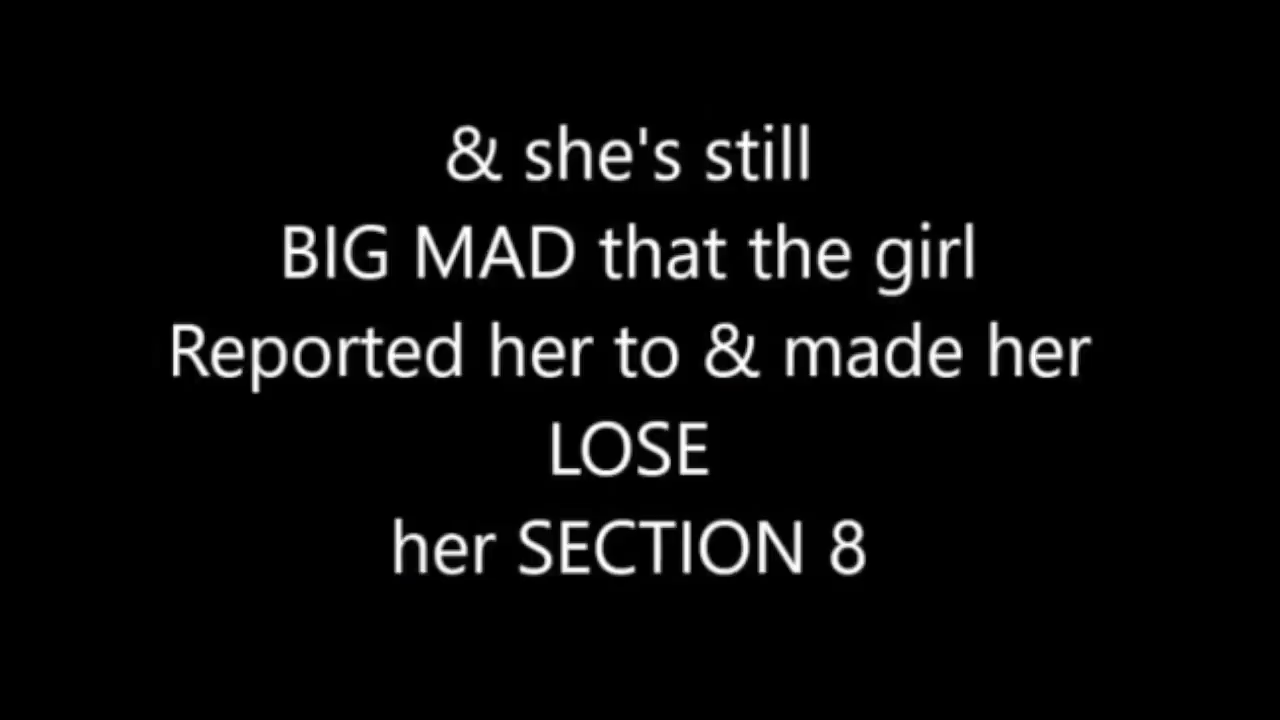 & she's still
BIG MAD that the girl
Reported her to & made her
LOSE
her SECTION 8